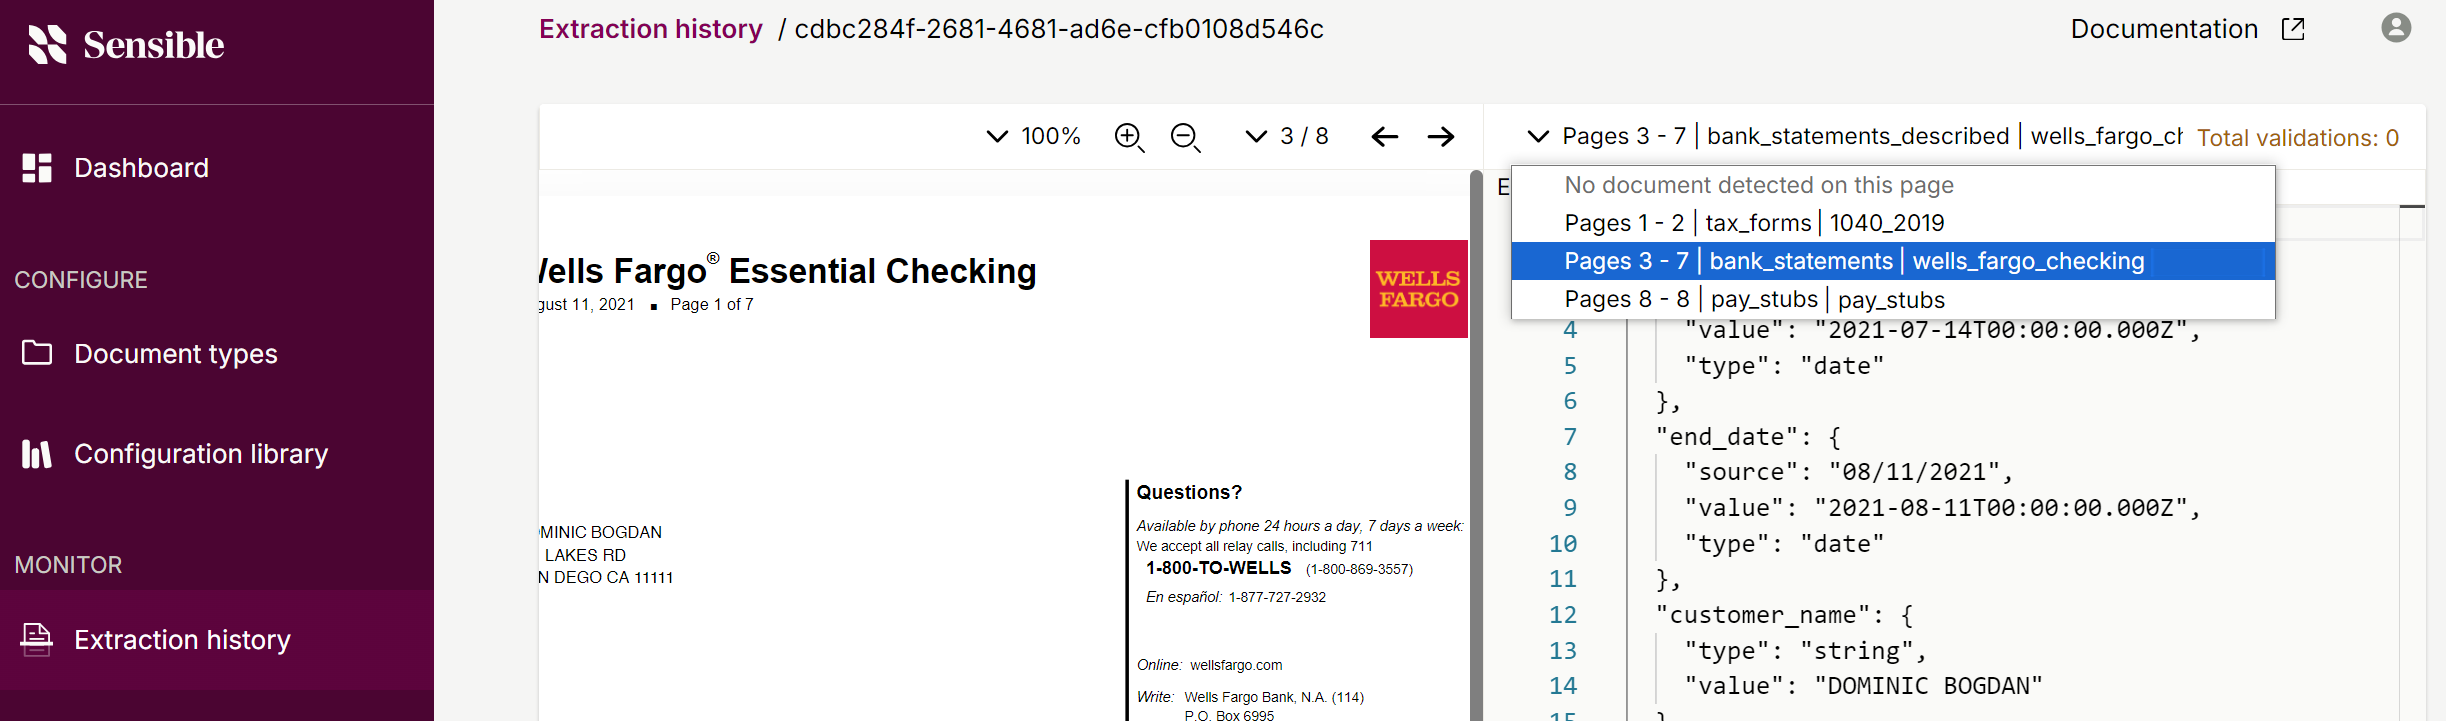 Sensible
Dashboard
CONFIGURE
Document types
Configuration library
MONITOR
Extraction history
Extraction history / cdbc284f-2681-4681-ad6e-cfb0108d546c
Documentation
100%
3 / 8
Wells Fargo® Essential Checking
gust 11, 2021 ■ Page 1 of 7
WELLS
FARGO
OMINIC BOGDAN
LAKES RD
N DEGO CA 11111
Questions?
Available by phone 24 hours a day, 7 days a week:
We accept all relay calls, including 711
1-800-TO-WELLS (1-800-869-3557)
En español: 1-877-727-2932
Online: wellsfargo.com
Write: Wells Fargo Bank, N.A. (114)
P.O. Box 6995
Pages 3 - 7 | bank_statements_described | wells_fargo_ch
Total validations: 0
E
No document detected on this page
Pages 1 - 2 | tax_forms | 1040_2019
Pages 3 - 7 | bank_statements | wells_fargo_checking
Pages 8 - 8 | pay_stubs | pay_stubs
4 "value": "2021-07-14T00:00:00.000Z",
5 "type": "date"
6 },
7 "end_date": {
8 "source": "08/11/2021",
9 "value": "2021-08-11T00:00:00.000Z",
10 "type": "date"
11 },
12 "customer_name": {
13 "type": "string",
14 "value": "DOMINIC BOGDAN"
15 }